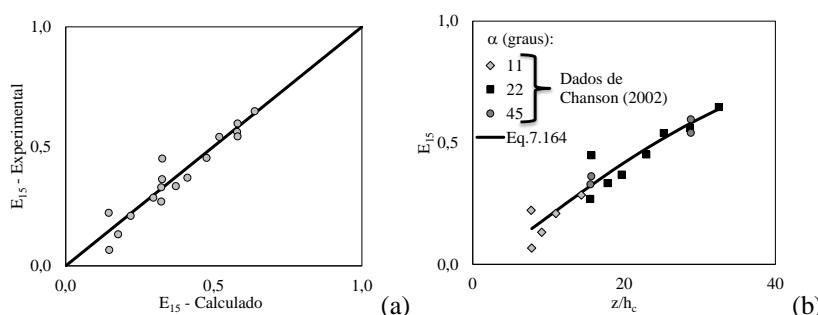 1,0
0,5
0,0
E15 - Experimental
0,0
0,5
1,0
E15 - Calculado
(a)
1,0
0,5
0,0
E15
α (graus):
11
22
45
Dados de
Chanson (2002)
Eq.7.164
0
20
40
z/hc
(b)